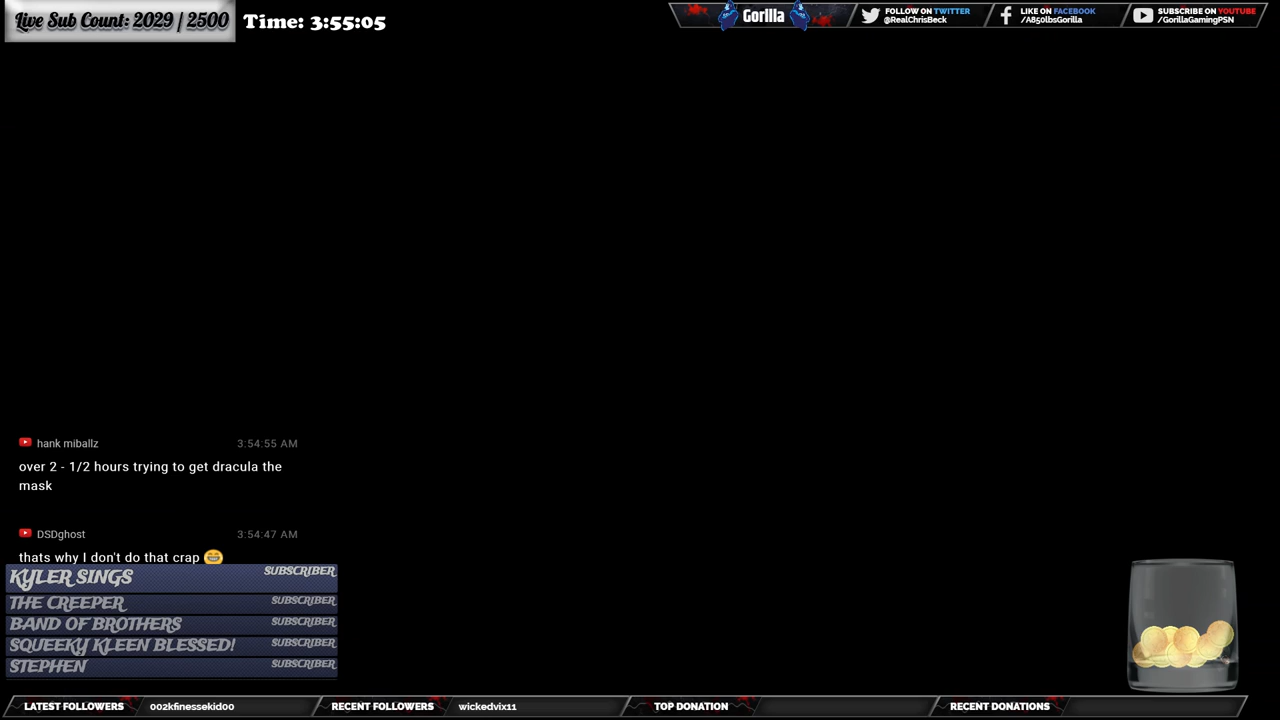 Live Sub Count: 2029 / 2500
Time: 3:55:05
Gorilla
FOLLOW ON TWITTER
@RealChrisBeck
LIKE ON FACEBOOK
/A850lbsGorilla
SUBSCRIBE ON YOUTUBE
/GorillaGamingPSN
hank miballz 3:54:55 AM
over 2 - 1/2 hours trying to get dracula the
mask
DSDghost 3:54:47 AM
thats why I don't do that crap 😁
KYLER SINGS SUBSCRIBER
THE CREEPER SUBSCRIBER
BAND OF BROTHERS SUBSCRIBER
SQUEEKY KLEEN BLESSED! SUBSCRIBER
STEPHEN SUBSCRIBER
LATEST FOLLOWERS 002kfinessekid00 RECENT FOLLOWERS wickedvix11 TOP DONATION RECENT DONATIONS